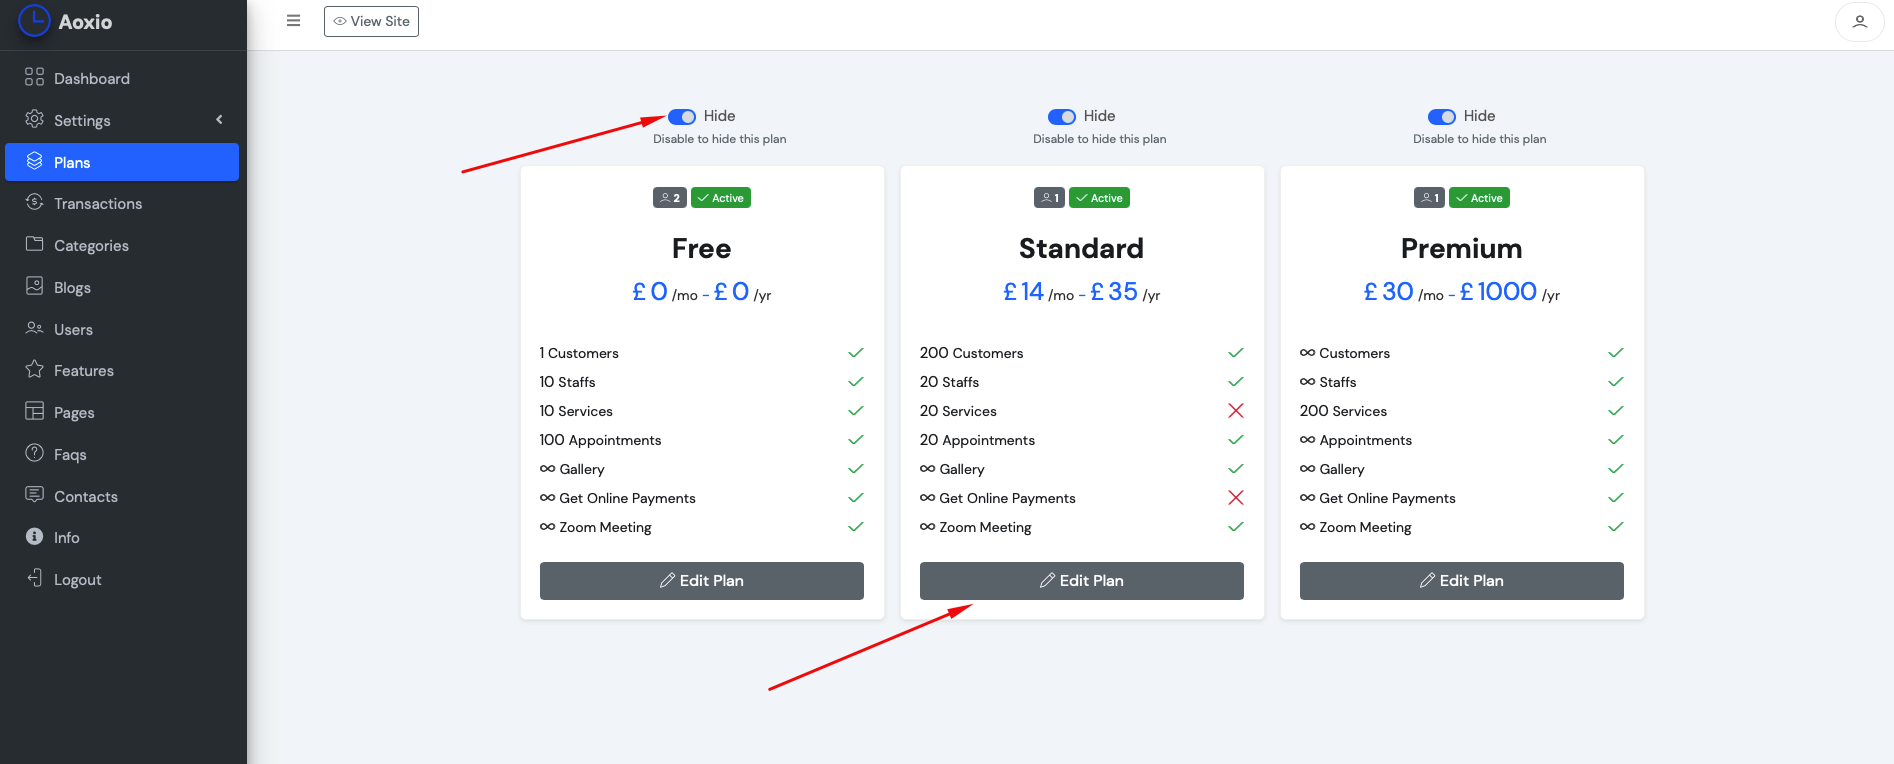 Aoxio
View Site
Dashboard
Settings
Plans
Transactions
Categories
Blogs
Users
Features
Pages
Faqs
Contacts
Info
Logout
Hide
Disable to hide this plan
2 Active
Free
£ 0 /mo - £ 0 /yr
1 Customers
10 Staffs
10 Services
100 Appointments
∞ Gallery
∞ Get Online Payments
∞ Zoom Meeting
Edit Plan
Hide
Disable to hide this plan
1 Active
Standard
£ 14 /mo - £ 35 /yr
200 Customers
20 Staffs
20 Services
20 Appointments
∞ Gallery
∞ Get Online Payments
∞ Zoom Meeting
Edit Plan
Hide
Disable to hide this plan
1 Active
Premium
£ 30 /mo - £ 1000 /yr
∞ Customers
∞ Staffs
200 Services
∞ Appointments
∞ Gallery
∞ Get Online Payments
∞ Zoom Meeting
Edit Plan